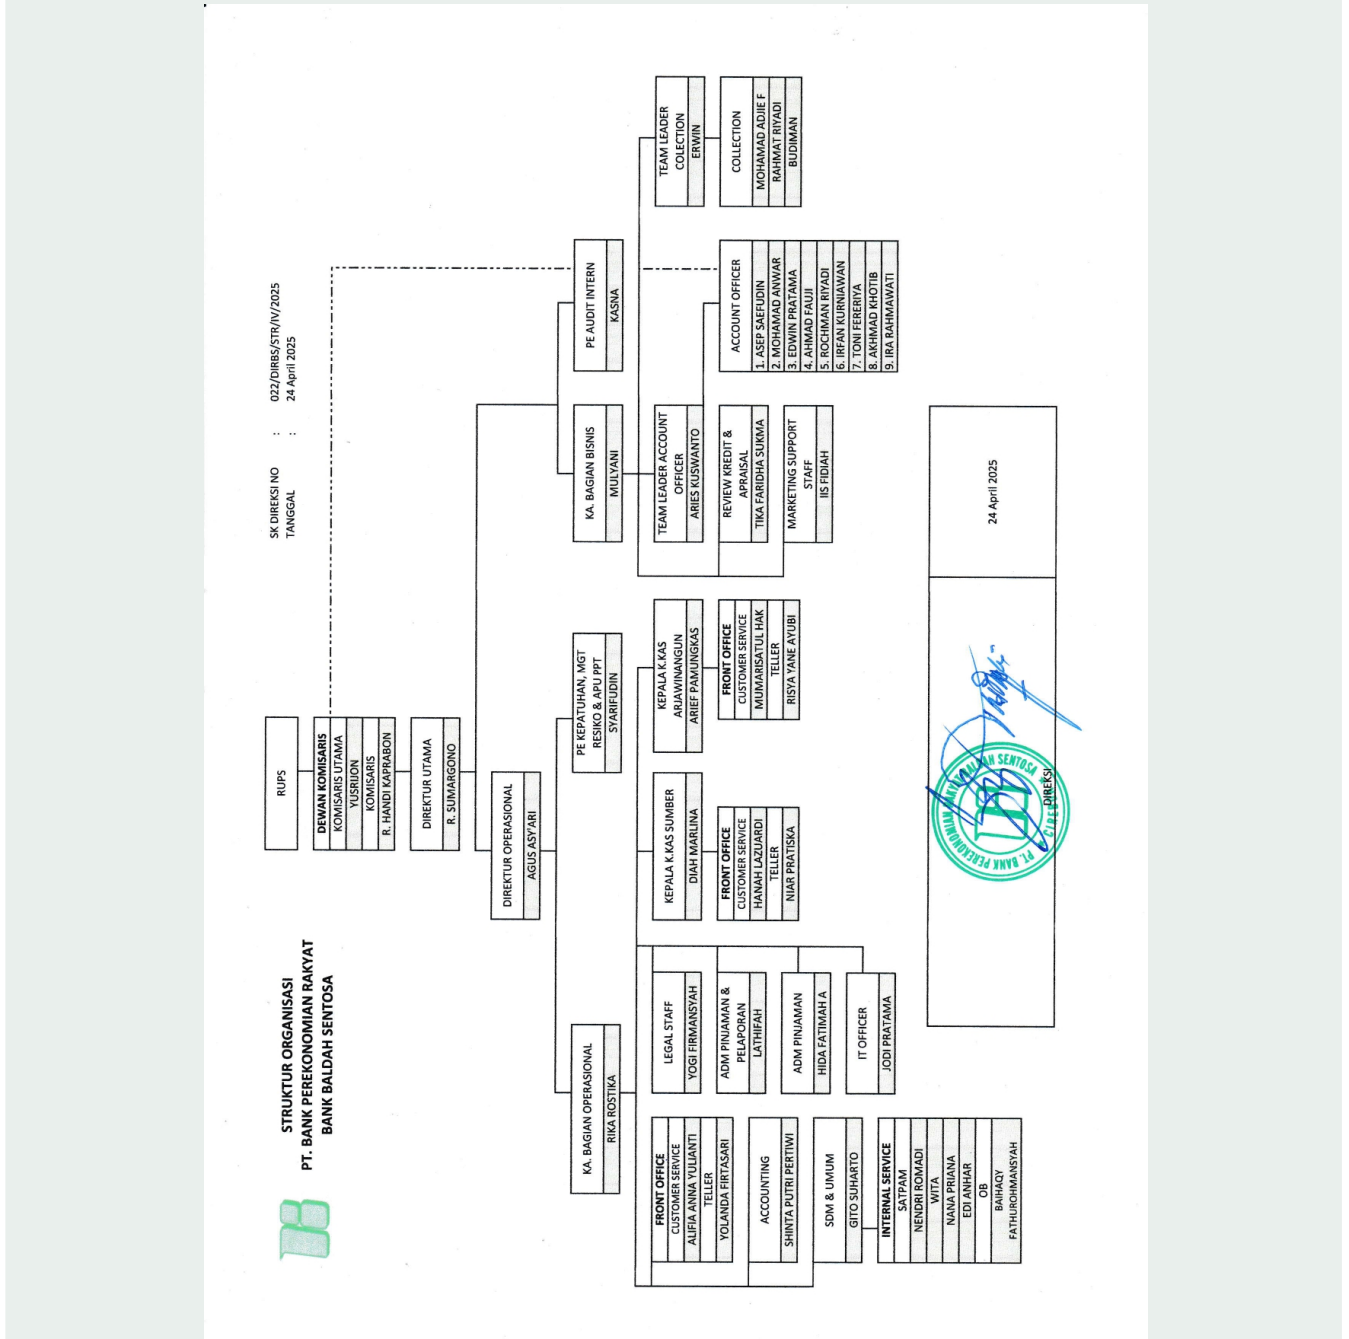 STRUKTUR ORGANISASI
PT. BANK PEREKONOMIAN RAKYAT
BANK BALDAH SENTOSA
SK DIREKSI NO : 022/DIRBS/STR/IV/2025
TANGGAL : 24 April 2025
RUPS
DEWAN KOMISARIS
KOMISARIS UTAMA
YUSRIJON
KOMISARIS
R. HANDI KAPRABON
DIREKTUR UTAMA
R. SUMARGONO
DIREKTUR OPERASIONAL
AGUS ASY'ARI
KA. BAGIAN OPERASIONAL
RIKA ROSTIKA
PE KEPATUHAN, MGT
RESIKO & APU PPT
SYARIFUDIN
KA. BAGIAN BISNIS
MULYANI
PE AUDIT INTERN
KASNA
FRONT OFFICE
CUSTOMER SERVICE
ALIFIA ANNA YULIANTI
TELLER
YOLANDA FIRTASARI
ACCOUNTING
SHINTA PUTRI PERTIWI
SDM & UMUM
GITO SUHARTO
INTERNAL SERVICE
SATPAM
NENDRI ROMADI
WITA
NANA PRIANA
EDI ANHAR
OB
BAIHAQY
FATHUROHMANSYAH
LEGAL STAFF
YOGI FIRMANSYAH
ADM PINJAMAN &
PELAPORAN
LATHIFAH
ADM PINJAMAN
HIDA FATIMAH A
IT OFFICER
JODI PRATAMA
KEPALA K.KAS SUMBER
DIAH MARLINA
FRONT OFFICE
CUSTOMER SERVICE
HANAH LAZUARDI
TELLER
NIAR PRATISKA
KEPALA K.KAS
ARJAWINANGUN
ARIEF PAMUNGKAS
FRONT OFFICE
CUSTOMER SERVICE
MUMARISATUL HAK
TELLER
RISYA YANE AYUBI
TEAM LEADER ACCOUNT
OFFICER
ARIES KUSWANTO
REVIEW KREDIT &
APRAISAL
TIKA FARIDHA SUKMA
MARKETING SUPPORT
STAFF
IIS FIDIAH
ACCOUNT OFFICER
1. ASEP SAEFUDIN
2. MOHAMAD ANWAR
3. EDWIN PRATAMA
4. AHMAD FAUJI
5. ROCHMAN RIYADI
6. IRFAN KURNIAWAN
7. TONI FERERIYA
8. AKHMAD KHOTIB
9. IRA RAHMAWATI
TEAM LEADER
COLECTION
ERWIN
COLLECTION
MOHAMAD ADJIE F
RAHMAT RIYADI
BUDIMAN
PT. BANK PEREKONOMIAN RAKYAT BALDAH SENTOSA
CIREBON
DIREKSI
24 April 2025